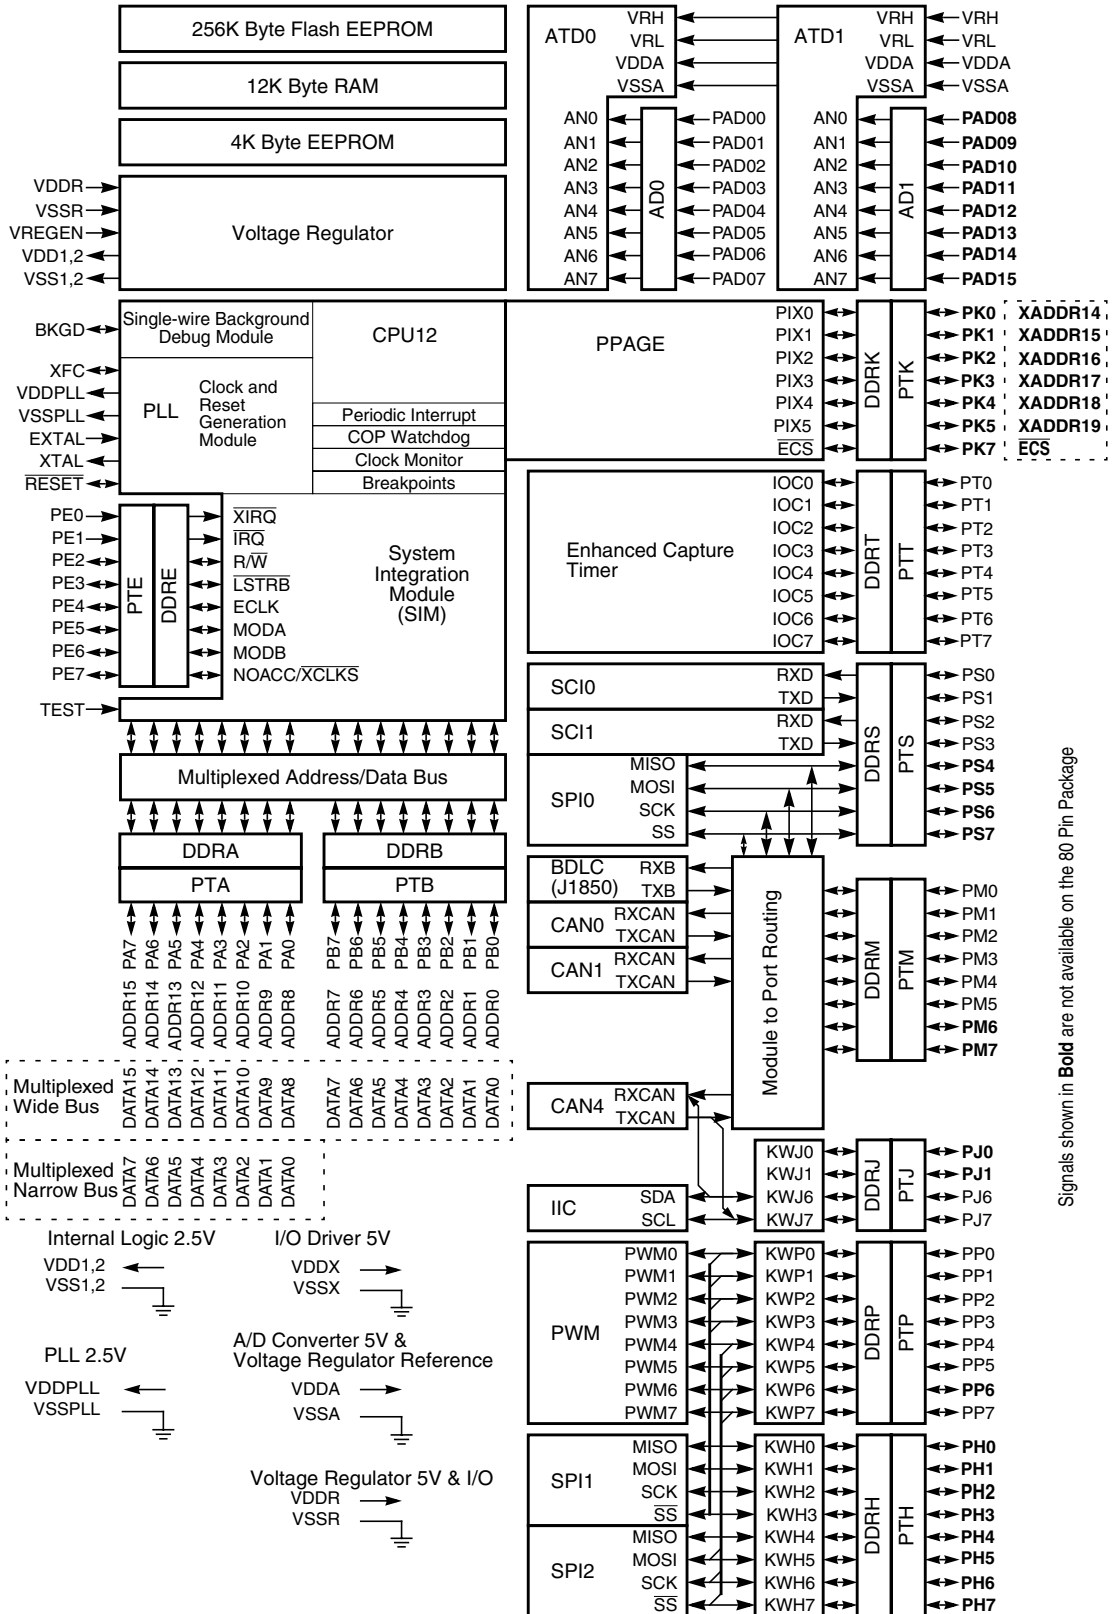 256K Byte Flash EEPROM
12K Byte RAM
4K Byte EEPROM
VDDR
VSSR
VREGEN
VDD1,2
VSS1,2
Voltage Regulator
ATD0
VRH
VRL
VDDA
VSSA
AN0
AN1
AN2
AN3
AN4
AN5
AN6
AN7
AD0
PAD00
PAD01
PAD02
PAD03
PAD04
PAD05
PAD06
PAD07
ATD1
VRH
VRL
VDDA
VSSA
AN0
AN1
AN2
AN3
AN4
AN5
AN6
AN7
AD1
VRH
VRL
VDDA
VSSA
PAD08
PAD09
PAD10
PAD11
PAD12
PAD13
PAD14
PAD15
BKGD
XFC
VDDPLL
VSSPLL
EXTAL
XTAL
RESET
Single-wire Background
Debug Module
CPU12
PLL
Clock and
Reset
Generation
Module
Periodic Interrupt
COP Watchdog
Clock Monitor
Breakpoints
PPAGE
PIX0
PIX1
PIX2
PIX3
PIX4
PIX5
ECS
DDRK
PTK
PK0 XADDR14
PK1 XADDR15
PK2 XADDR16
PK3 XADDR17
PK4 XADDR18
PK5 XADDR19
PK7 ECS
PE0
PE1
PE2
PE3
PE4
PE5
PE6
PE7
TEST
PTE
DDRE
XIRQ
IRQ
R/W
LSTRB
ECLK
MODA
MODB
NOACC/XCLKS
System
Integration
Module
(SIM)
Enhanced Capture
Timer
IOC0
IOC1
IOC2
IOC3
IOC4
IOC5
IOC6
IOC7
DDRT
PTT
PT0
PT1
PT2
PT3
PT4
PT5
PT6
PT7
SCI0
RXD
TXD
SCI1
RXD
TXD
SPI0
MISO
MOSI
SCK
SS
DDRS
PTS
PS0
PS1
PS2
PS3
PS4
PS5
PS6
PS7
Multiplexed Address/Data Bus
DDRA
PTA
DDRB
PTB
PA7
PA6
PA5
PA4
PA3
PA2
PA1
PA0
PB7
PB6
PB5
PB4
PB3
PB2
PB1
PB0
ADDR15
ADDR14
ADDR13
ADDR12
ADDR11
ADDR10
ADDR9
ADDR8
ADDR7
ADDR6
ADDR5
ADDR4
ADDR3
ADDR2
ADDR1
ADDR0
Multiplexed
Wide Bus
DATA15
DATA14
DATA13
DATA12
DATA11
DATA10
DATA9
DATA8
DATA7
DATA6
DATA5
DATA4
DATA3
DATA2
DATA1
DATA0
Multiplexed
Narrow Bus
DATA7
DATA6
DATA5
DATA4
DATA3
DATA2
DATA1
DATA0
BDLC
(J1850)
RXB
TXB
CAN0
RXCAN
TXCAN
CAN1
RXCAN
TXCAN
CAN4
RXCAN
TXCAN
Module to Port Routing
DDRM
PTM
PM0
PM1
PM2
PM3
PM4
PM5
PM6
PM7
IIC
SDA
SCL
KWJ0
KWJ1
KWJ6
KWJ7
DDRJ
PTJ
PJ0
PJ1
PJ6
PJ7
PWM
PWM0
PWM1
PWM2
PWM3
PWM4
PWM5
PWM6
PWM7
KWP0
KWP1
KWP2
KWP3
KWP4
KWP5
KWP6
KWP7
DDRP
PTP
PP0
PP1
PP2
PP3
PP4
PP5
PP6
PP7
SPI1
MISO
MOSI
SCK
SS
SPI2
MISO
MOSI
SCK
SS
KWH0
KWH1
KWH2
KWH3
KWH4
KWH5
KWH6
KWH7
DDRH
PTH
PH0
PH1
PH2
PH3
PH4
PH5
PH6
PH7
Internal Logic 2.5V
VDD1,2
VSS1,2
I/O Driver 5V
VDDX
VSSX
PLL 2.5V
VDDPLL
VSSPLL
A/D Converter 5V &
Voltage Regulator Reference
VDDA
VSSA
Voltage Regulator 5V & I/O
VDDR
VSSR
Signals shown in Bold are not available on the 80 Pin Package